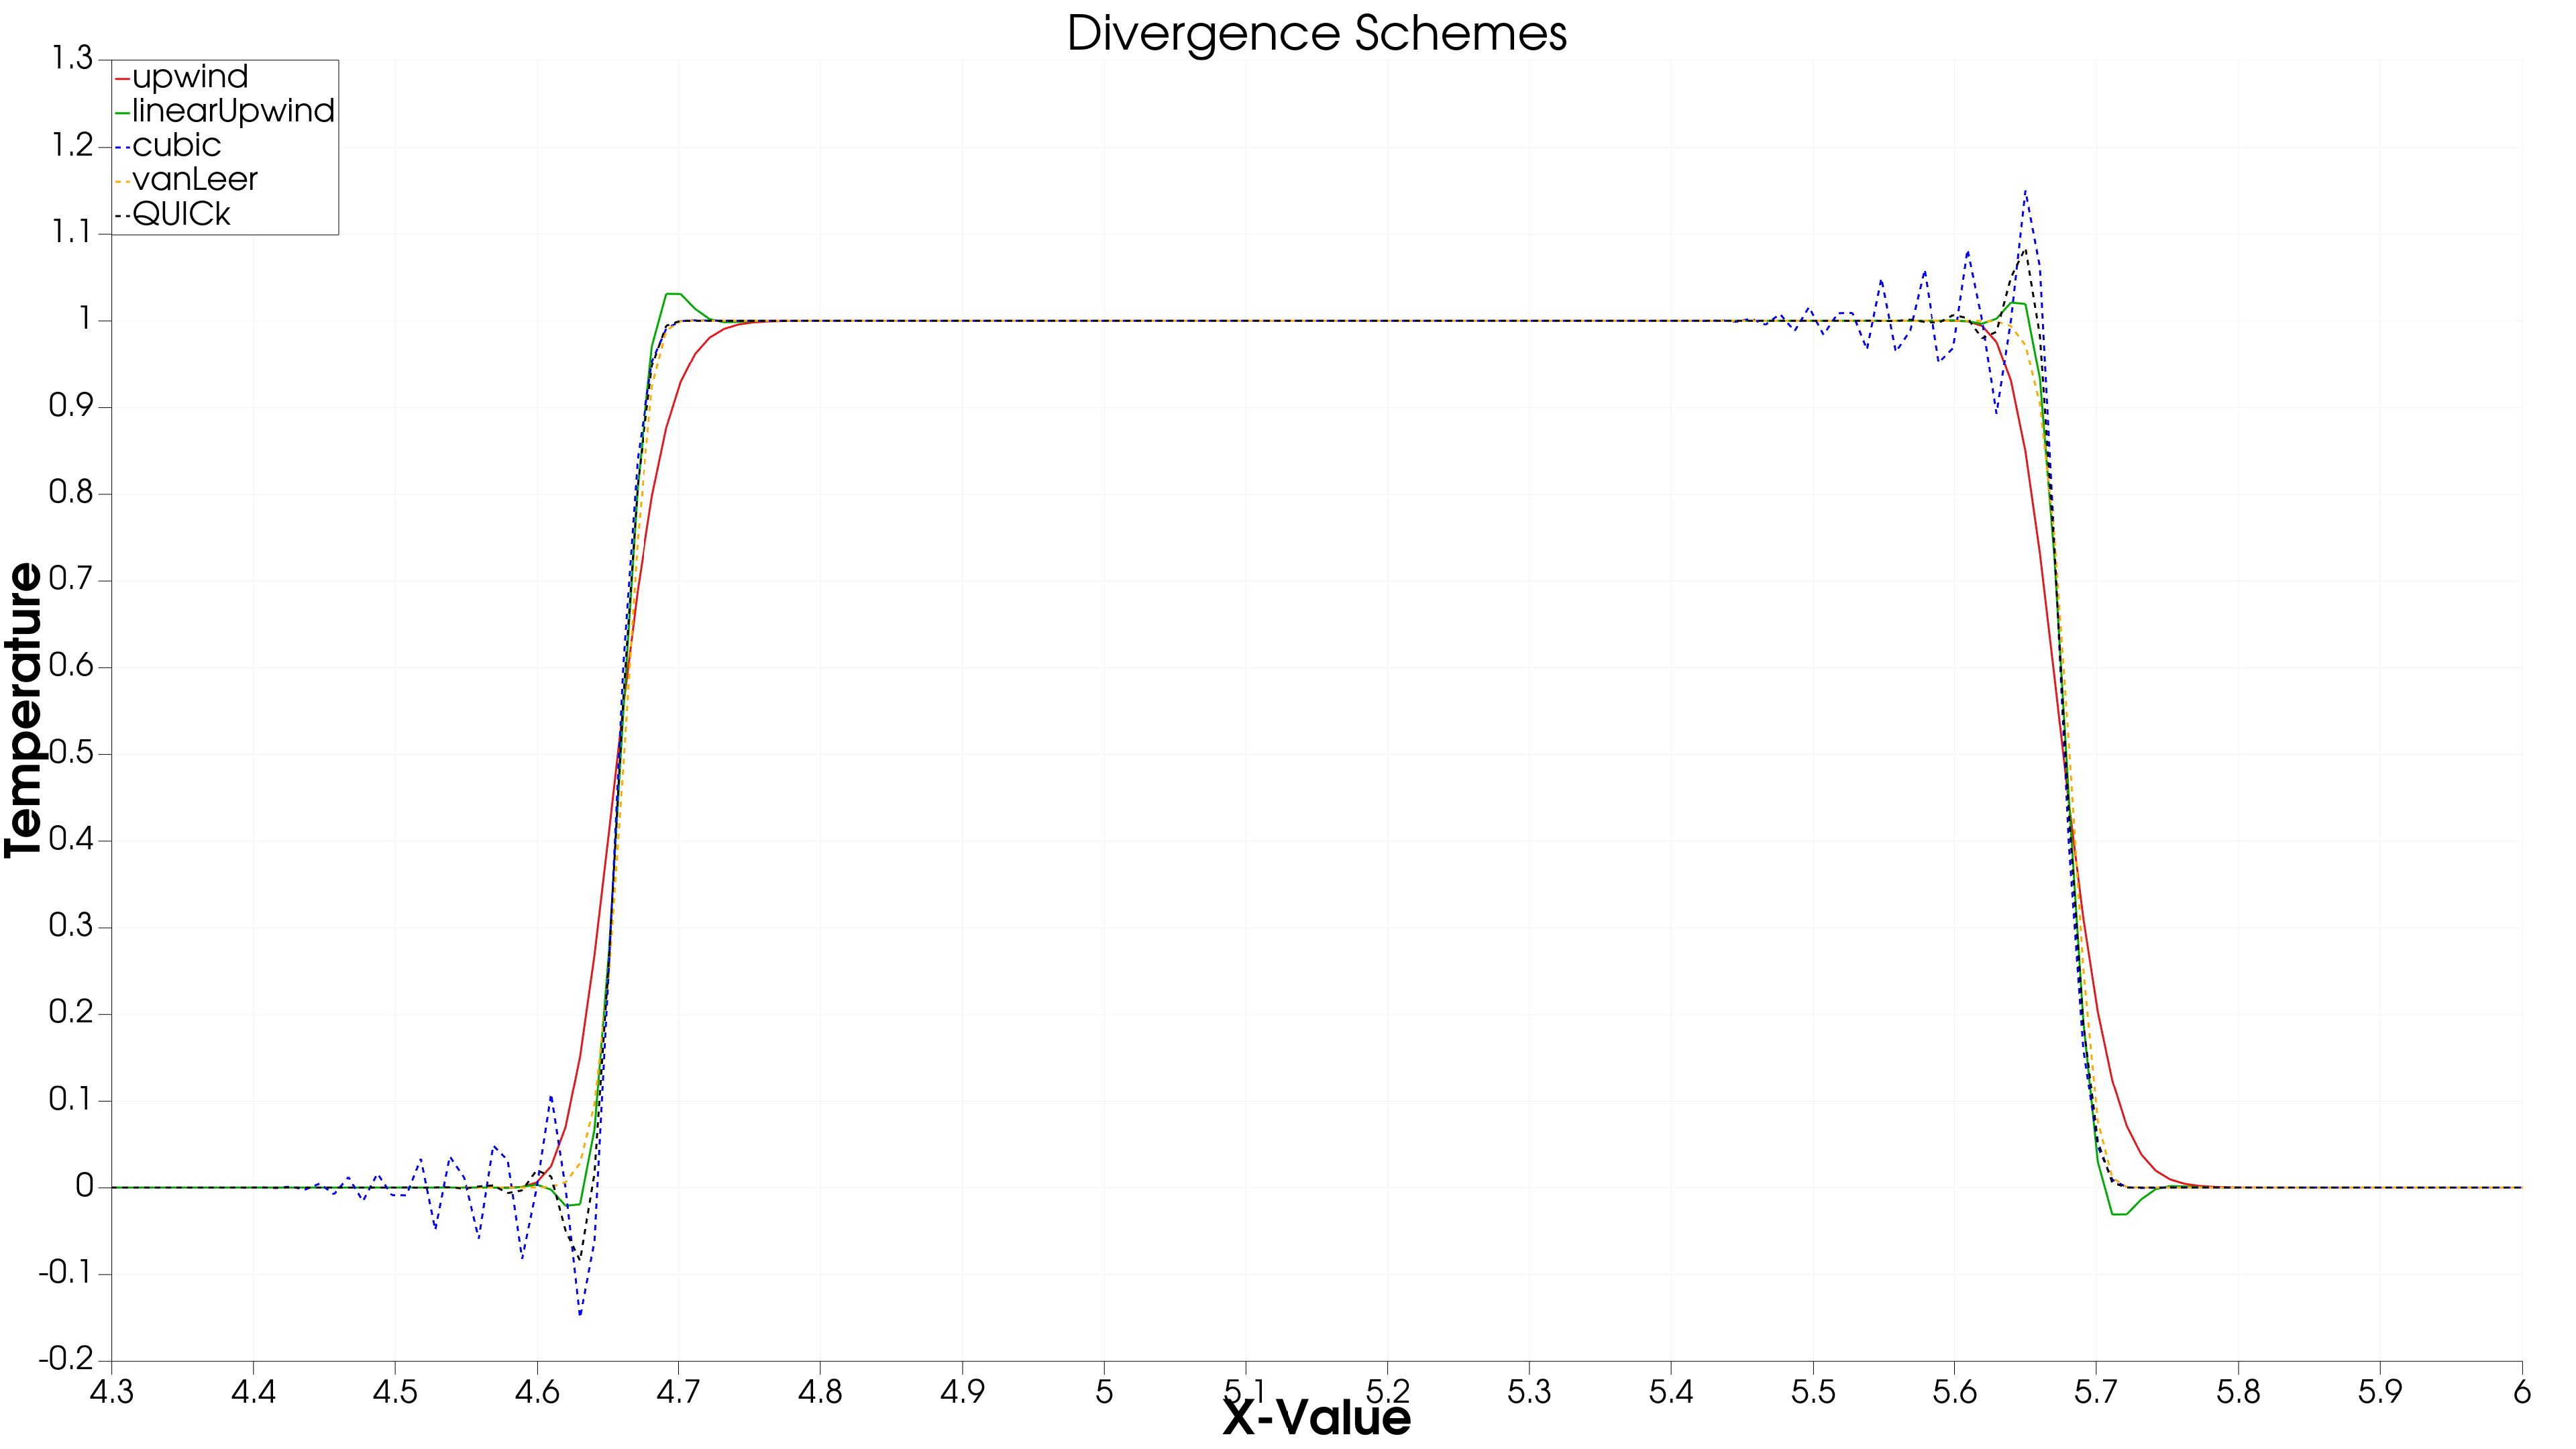 Divergence Schemes
1.3
1.2
1.1
1
0.9
0.8
0.7
0.6
0.5
0.4
0.3
0.2
0.1
0
-0.1
-0.2
upwind
linearUpwind
cubic
vanLeer
QUICk
Temperature
4.3 4.4 4.5 4.6 4.7 4.8 4.9 5 5.1 5.2 5.3 5.4 5.5 5.6 5.7 5.8 5.9 6
X-Value